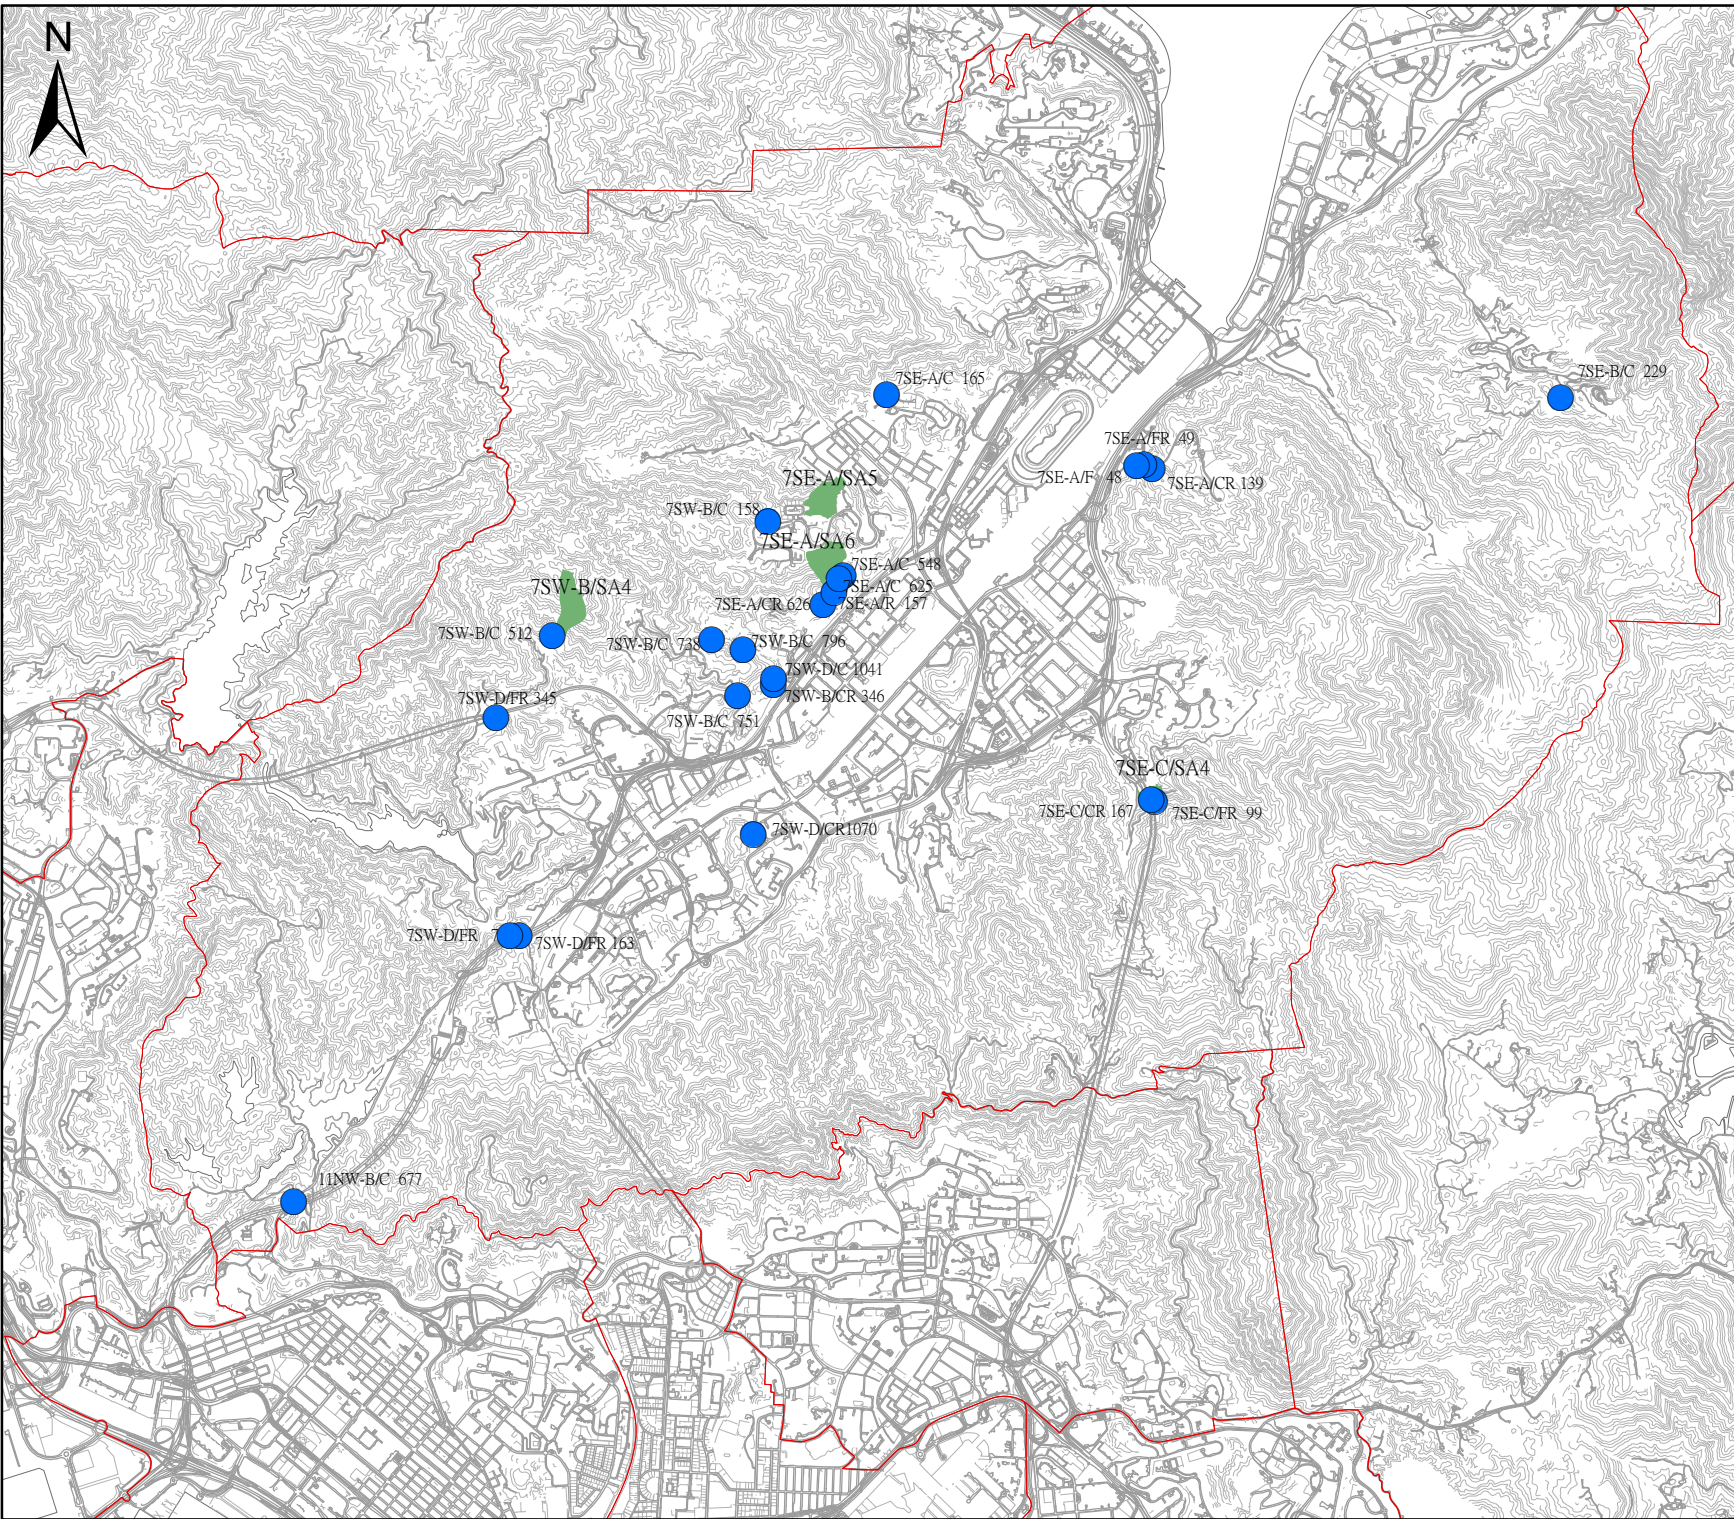 N
7SE-B/C 229
7SE-A/C 165
7SE-A/FR 49
7SE-A/F 48
7SE-A/CR 139
7SE-A/SA5
7SW-B/C 158
7SE-A/SA6
7SE-A/C 548
7SE-A/C 625
7SW-B/SA4
7SE-A/CR 626
7SE-A/R 157
7SW-B/C 512
7SW-B/C 738
7SW-B/C 796
7SW-D/C 1041
7SW-D/FR 345
7SW-B/CR 346
7SW-B/C 751
7SE-C/SA4
7SE-C/CR 167
7SE-C/FR 99
7SW-D/CR1070
7SW-D/FR
7SW-D/FR 163
11NW-B/C 677